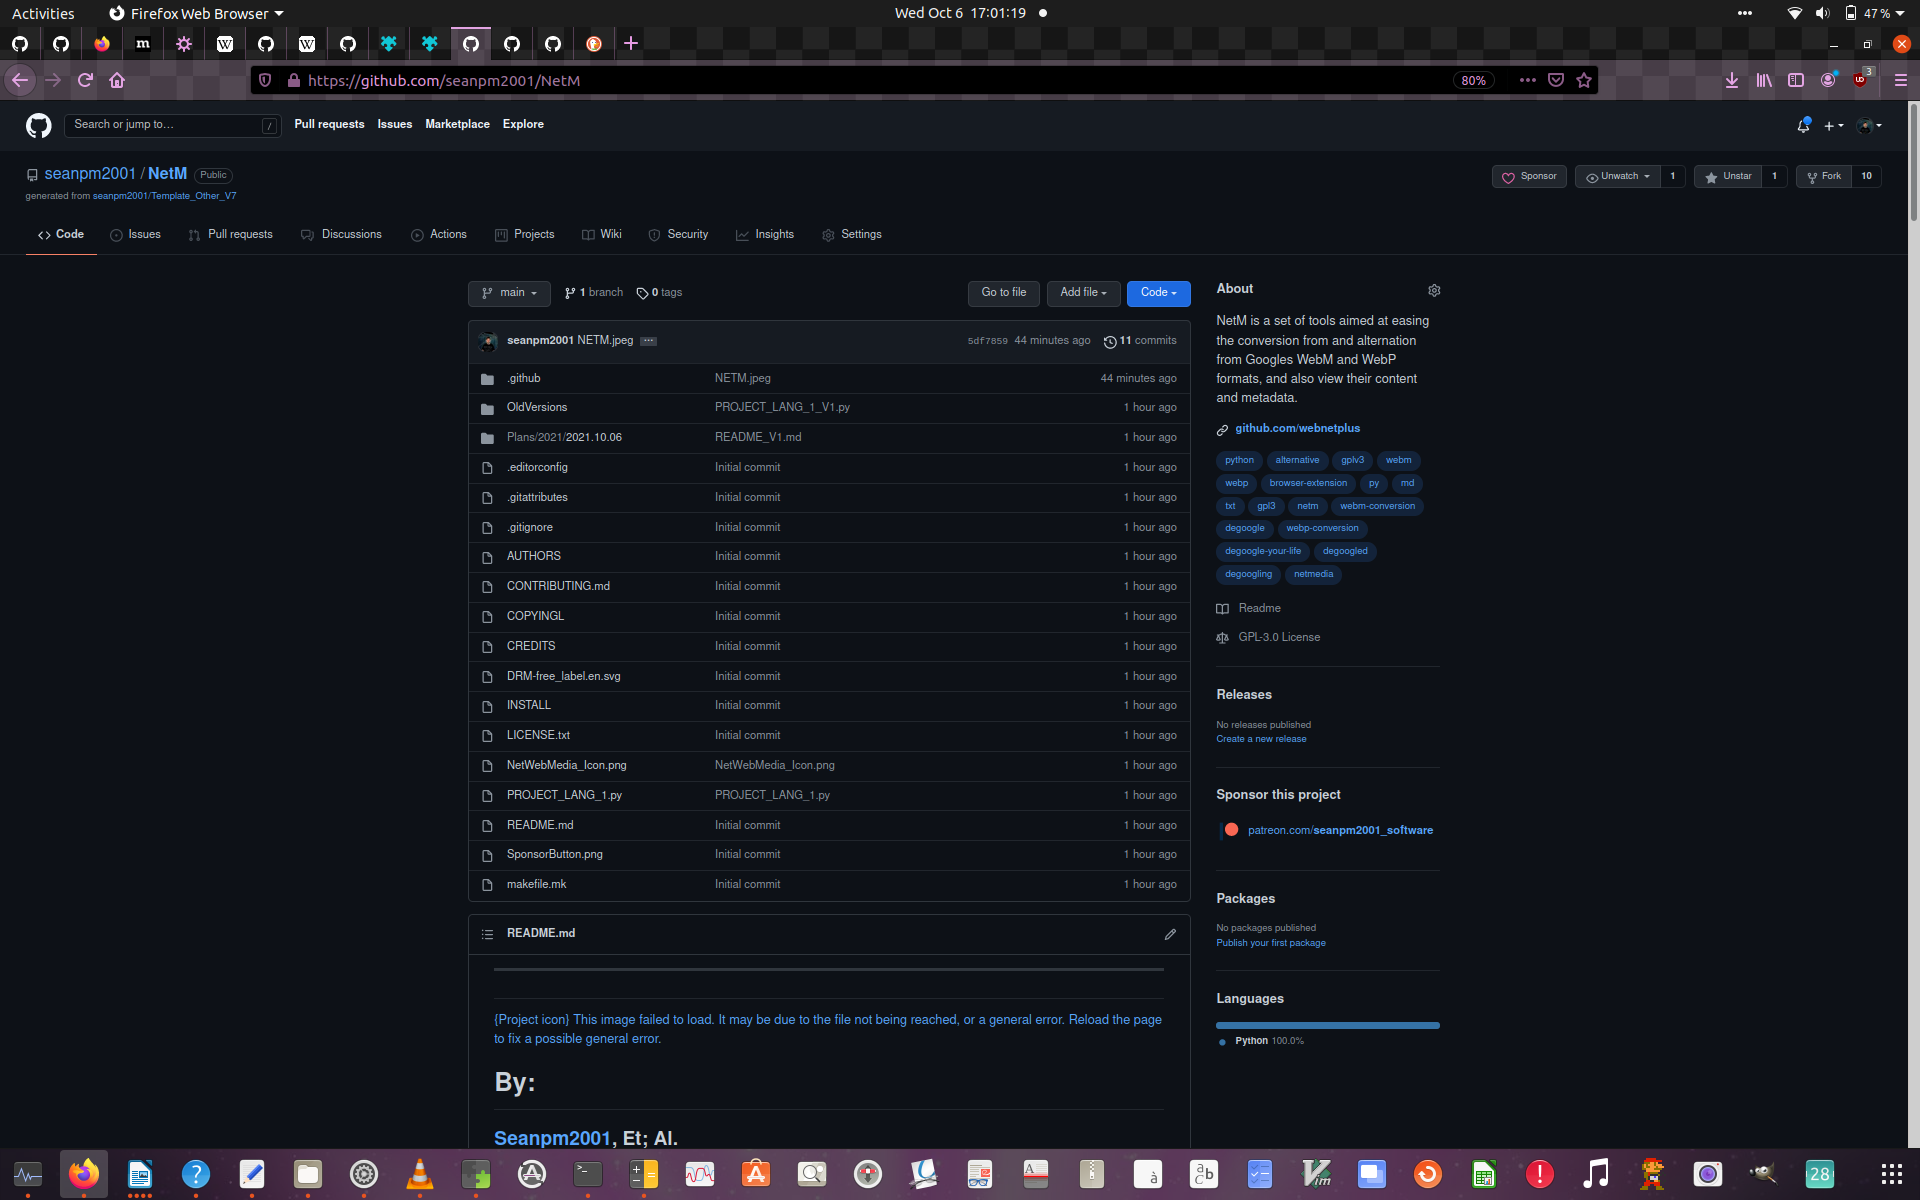 Activities
Firefox Web Browser
Wed Oct 6 17:01:19
47 %
https://github.com/seanpm2001/NetM
80%
3
Search or jump to...
/
Pull requests
Issues
Marketplace
Explore
seanpm2001 / NetM
Public
generated from seanpm2001/Template_Other_V7
Sponsor
Unwatch
1
Unstar
1
Fork
10
Code
Issues
Pull requests
Discussions
Actions
Projects
Wiki
Security
Insights
Settings
main
1 branch
0 tags
Go to file
Add file
Code
seanpm2001 NETM.jpeg
5df7859 44 minutes ago
11 commits
.github NETM.jpeg 44 minutes ago
OldVersions PROJECT_LANG_1_V1.py 1 hour ago
Plans/2021/2021.10.06 README_V1.md 1 hour ago
.editorconfig Initial commit 1 hour ago
.gitattributes Initial commit 1 hour ago
.gitignore Initial commit 1 hour ago
AUTHORS Initial commit 1 hour ago
CONTRIBUTING.md Initial commit 1 hour ago
COPYINGL Initial commit 1 hour ago
CREDITS Initial commit 1 hour ago
DRM-free_label.en.svg Initial commit 1 hour ago
INSTALL Initial commit 1 hour ago
LICENSE.txt Initial commit 1 hour ago
NetWebMedia_Icon.png NetWebMedia_Icon.png 1 hour ago
PROJECT_LANG_1.py PROJECT_LANG_1.py 1 hour ago
README.md Initial commit 1 hour ago
SponsorButton.png Initial commit 1 hour ago
makefile.mk Initial commit 1 hour ago
README.md
{Project icon} This image failed to load. It may be due to the file not being reached, or a general error. Reload the page
to fix a possible general error.
By:
Seanpm2001, Et; Al.
About
NetM is a set of tools aimed at easing
the conversion from and alternation
from Googles WebM and WebP
formats, and also view their content
and metadata.
github.com/webnetplus
python alternative gplv3 webm
webp browser-extension py md
txt gpl3 netm webm-conversion
degoogle webp-conversion
degoogle-your-life degoogled
degoogling netmedia
Readme
GPL-3.0 License
Releases
No releases published
Create a new release
Sponsor this project
patreon.com/seanpm2001_software
Packages
No packages published
Publish your first package
Languages
Python 100.0%
28